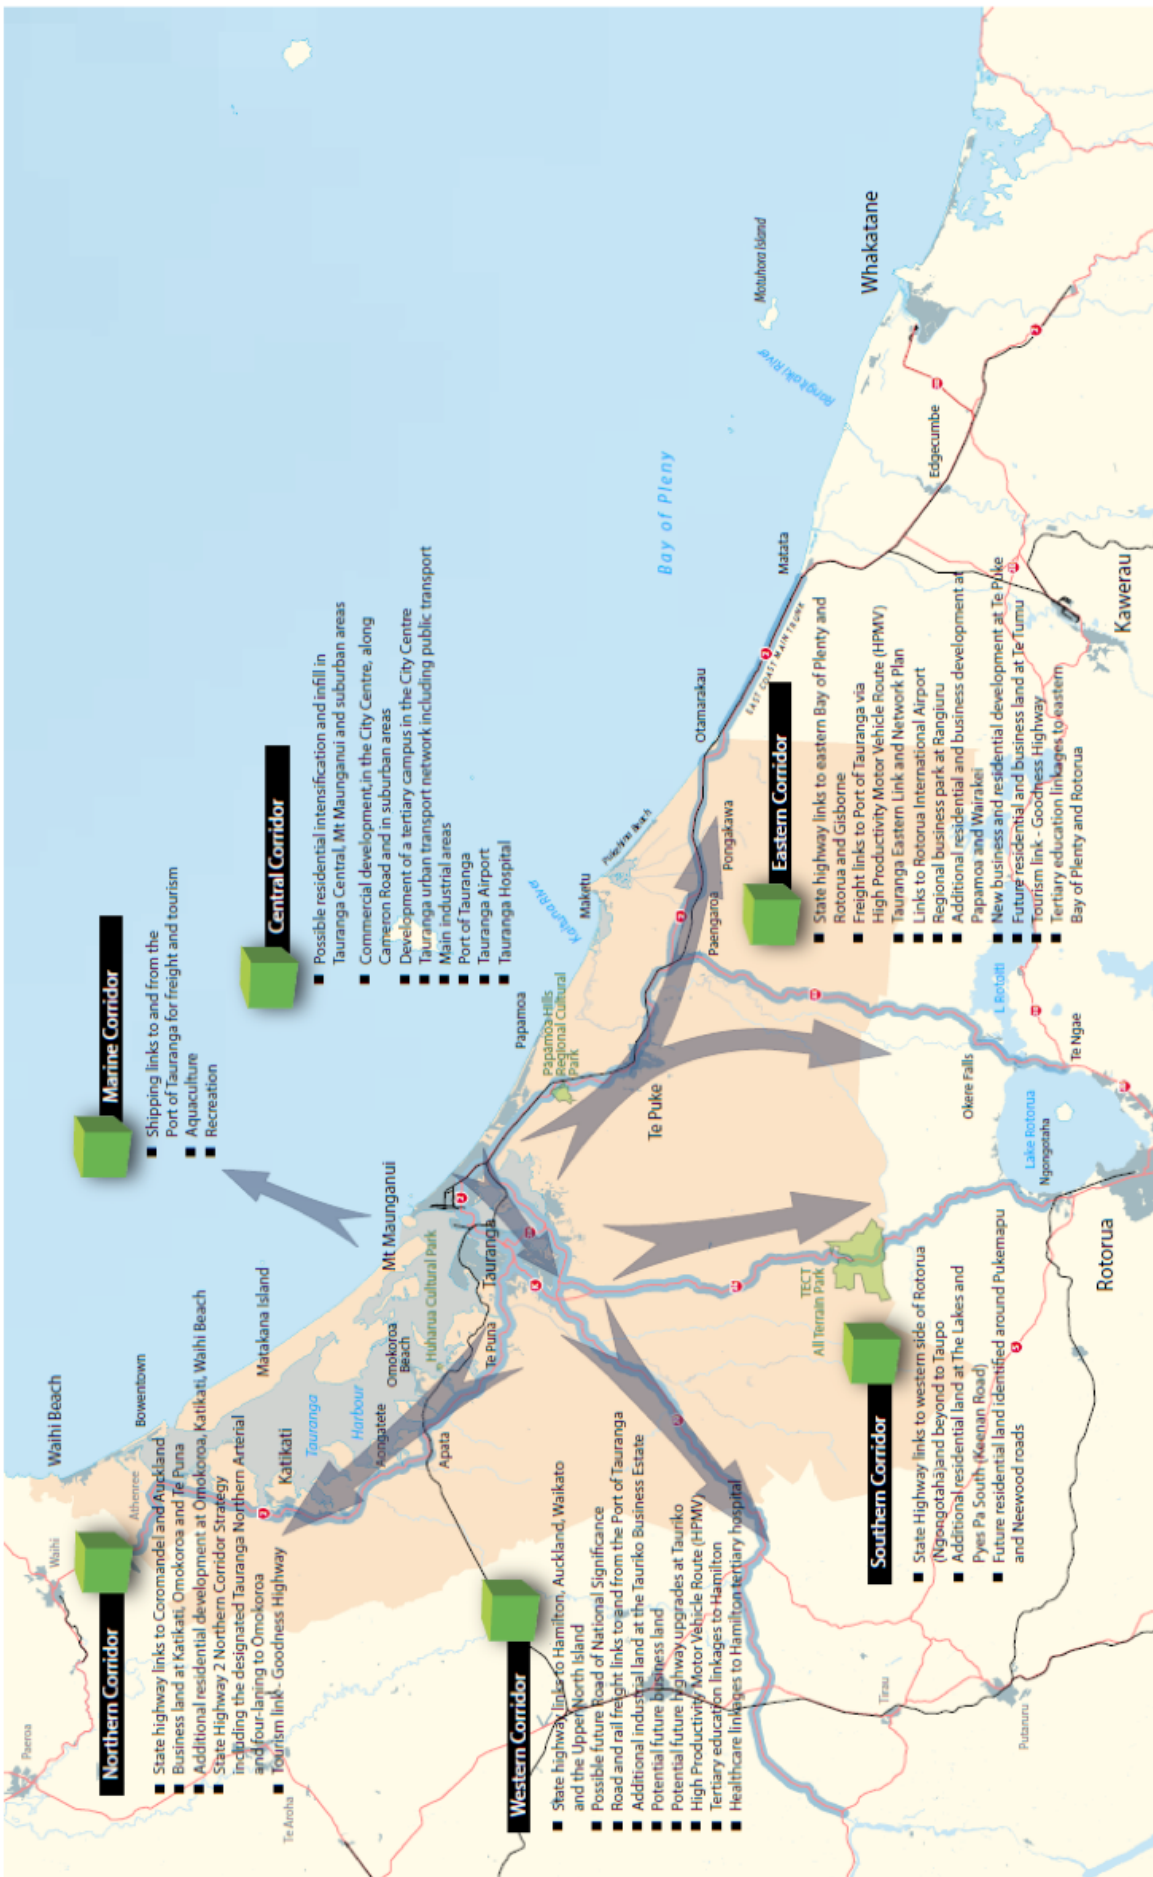 Northern Corridor
■ State highway links to Coromandel and Auckland
■ Business land at Katikati, Omokoroa and Te Puna
■ Additional residential development at Omokoroa, Katikati, Waihi Beach
■ State Highway 2 Northern Corridor Strategy
including the designated Tauranga Northern Arterial
and four-laning to Omokoroa
■ Tourism link - Goodness Highway
Marine Corridor
■ Shipping links to and from the
Port of Tauranga for freight and tourism
■ Aquaculture
■ Recreation
Central Corridor
■ Possible residential intensification and infill in
Tauranga Central, Mt Maunganui and suburban areas
■ Commercial development,in the City Centre, along
Cameron Road and in suburban areas
■ Development of a tertiary campus in the City Centre
■ Tauranga urban transport network including public transport
■ Main industrial areas
■ Port of Tauranga
■ Tauranga Airport
■ Tauranga Hospital
Western Corridor
■ State highway links to Hamilton, Auckland, Waikato
and the Upper North Island
■ Possible future Road of National Significance
■ Road and rail freight links to and from the Port of Tauranga
■ Additional industrial land at the Tauriko Business Estate
■ Potential future business land
■ Potential future highway upgrades at Tauriko
■ High Productivity Motor Vehicle Route (HPMV)
■ Tertiary education linkages to Hamilton
■ Healthcare linkages to Hamilton tertiary hospital
Southern Corridor
■ State Highway links to western side of Rotorua
(Ngongotahā)and beyond to Taupo
■ Additional residential land at The Lakes and
Pyes Pa South (Keenan Road)
■ Future residential land identified around Pukemapu
and Neewood roads
Eastern Corridor
■ State highway links to eastern Bay of Plenty and
Rotorua and Gisborne
■ Freight links to Port of Tauranga via
High Productivity Motor Vehicle Route (HPMV)
■ Tauranga Eastern Link and Network Plan
■ Links to Rotorua International Airport
■ Regional business park at Rangiuru
■ Additional residential and business development at
Papamoa and Wairakei
■ New business and residential development at Te Puke
■ Future residential and business land at Te Tumu
■ Tourism link - Goodness Highway
■ Tertiary education linkages to eastern
Bay of Plenty and Rotorua
Paeroa
Waihi
Waihi Beach
Athenree
Bowentown
Te Aroha
Katikati
Matakana Island
Tauranga
Harbour
Aongatete
Omokoroa
Beach
Apata
Huharua Cultural Park
Te Puna
Mt Maunganui
Tauranga
Papamoa
Papamoa Hills
Regional Cultural
Park
Te Puke
Kaituna River
Maketu
Pukehina Beach
Paengaroa
Pongakawa
Otamarakau
EAST COAST MAIN TRUNK
Matata
Bay of Pleny
Rangitaiki River
Motuhora Island
Whakatane
Edgecumbe
Kawerau
TECT
All Terrain Park
Okere Falls
L Rotoiti
Te Ngae
Lake Rotorua
Ngongotaha
Rotorua
Tirau
Putaruru
2
2
2
2
2
5